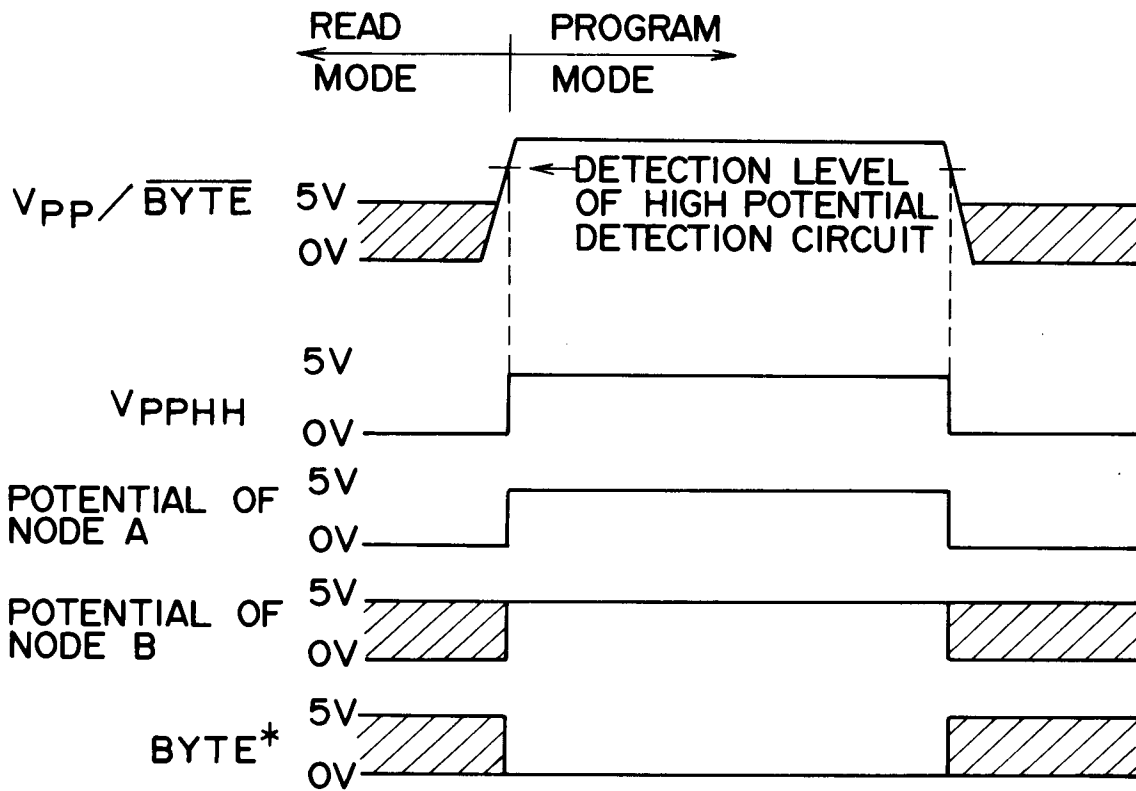 READ MODE
PROGRAM MODE
VPP/BYTE
5V
0V
DETECTION LEVEL
OF HIGH POTENTIAL
DETECTION CIRCUIT
VPPHH
5V
0V
POTENTIAL OF
NODE A
5V
0V
POTENTIAL OF
NODE B
5V
0V
BYTE*
5V
0V